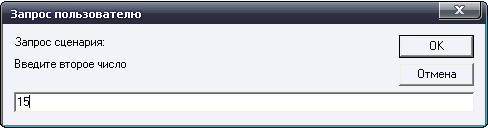 Запрос пользователю
Запрос сценария:
OK
Введите второе число
Отмена
15